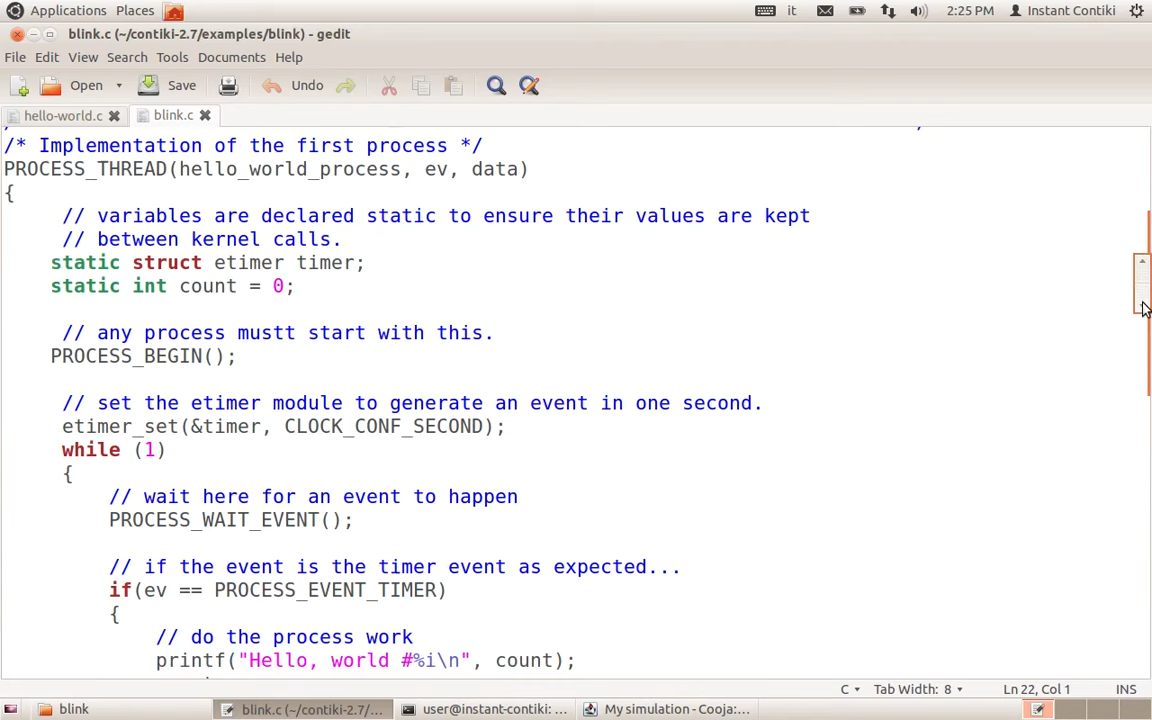 Applications Places it 2:25 PM Instant Contiki
blink.c (~/contiki-2.7/examples/blink) - gedit
File Edit View Search Tools Documents Help
Open Save Undo
hello-world.c blink.c
/* Implementation of the first process */
PROCESS_THREAD(hello_world_process, ev, data)
{
// variables are declared static to ensure their values are kept
// between kernel calls.
static struct etimer timer;
static int count = 0;
// any process mustt start with this.
PROCESS_BEGIN();
// set the etimer module to generate an event in one second.
etimer_set(&timer, CLOCK_CONF_SECOND);
while (1)
{
// wait here for an event to happen
PROCESS_WAIT_EVENT();
// if the event is the timer event as expected...
if(ev == PROCESS_EVENT_TIMER)
{
// do the process work
printf("Hello, world #%i\n", count);
C Tab Width: 8 Ln 22, Col 1 INS
blink blink.c (~/contiki-2.7/... user@instant-contiki: ... My simulation - Cooja:...